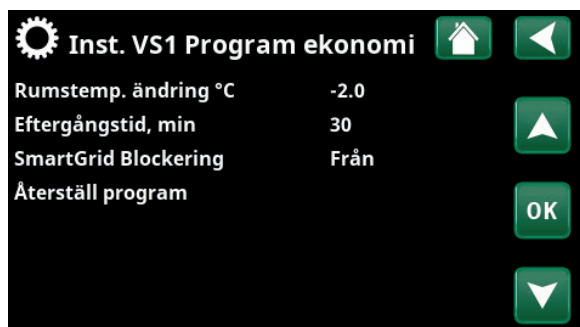 Inst. VS1 Program ekonomi
Rumstemp. ändring °C -2.0
Eftergångstid, min 30
SmartGrid Blockering Från
Återställ program
OK